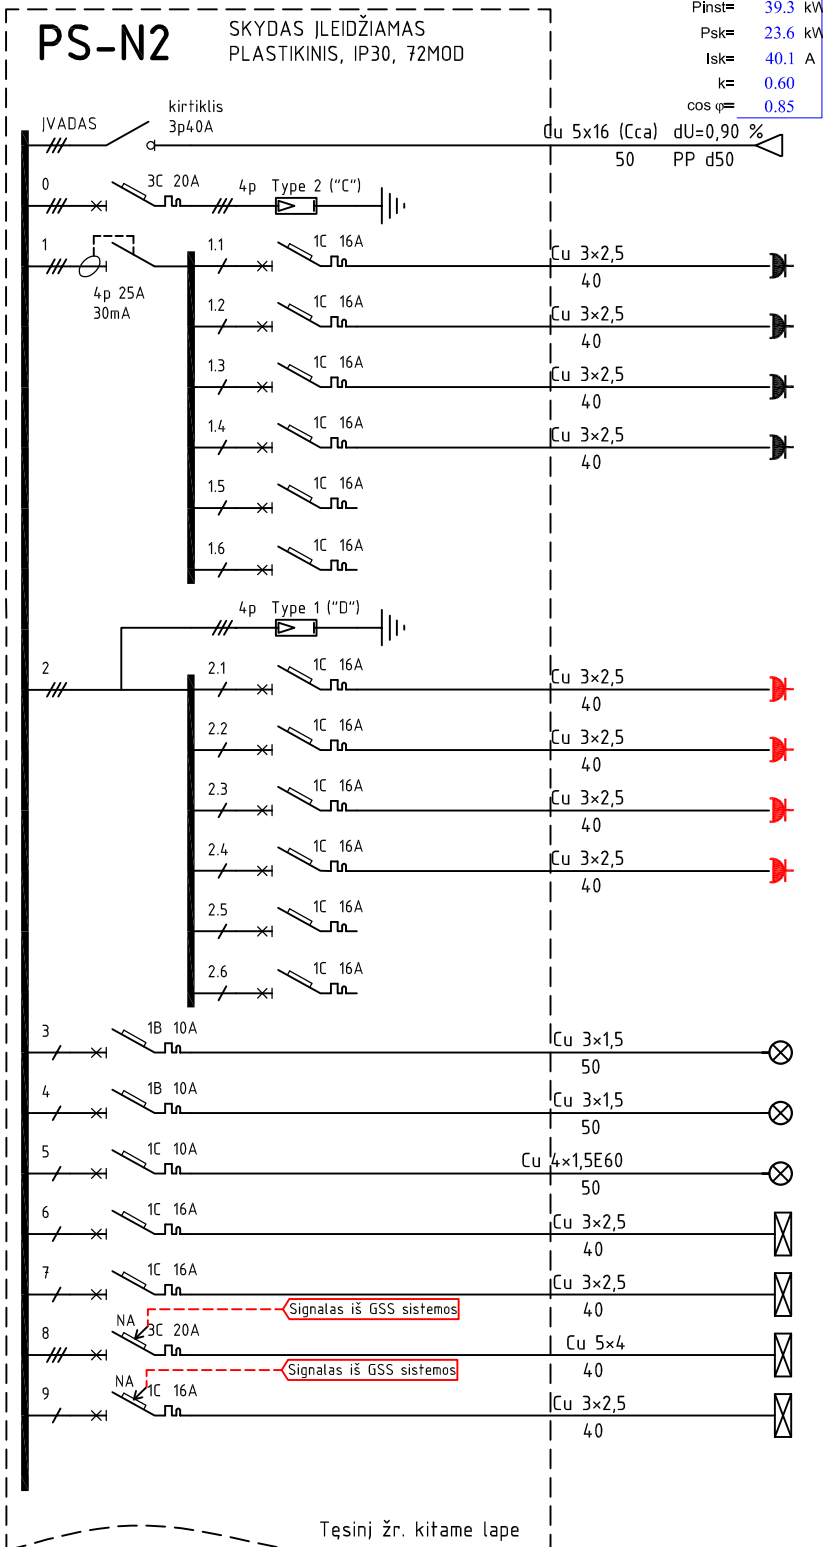 PS-N2
SKYDAS ĮLEIDŽIAMAS
PLASTIKINIS, IP30, 72MOD
Pinst= 39.3 kW
Psk= 23.6 kW
Isk= 40.1 A
k= 0.60
cos φ= 0.85
ĮVADAS
kirtiklis
3p40A
Cu 5x16 (Cca) dU=0,90 %
50 PP d50
0
3C 20A
4p Type 2 ("C")
1
4p 25A
30mA
1.1
1C 16A
Cu 3×2,5
40
1.2
1C 16A
Cu 3×2,5
40
1.3
1C 16A
Cu 3×2,5
40
1.4
1C 16A
Cu 3×2,5
40
1.5
1C 16A
1.6
1C 16A
4p Type 1 ("D")
2
2.1
1C 16A
Cu 3×2,5
40
2.2
1C 16A
Cu 3×2,5
40
2.3
1C 16A
Cu 3×2,5
40
2.4
1C 16A
Cu 3×2,5
40
2.5
1C 16A
2.6
1C 16A
3
1B 10A
Cu 3×1,5
50
4
1B 10A
Cu 3×1,5
50
5
1C 10A
Cu 4×1,5E60
50
6
1C 16A
Cu 3×2,5
40
7
1C 16A
Cu 3×2,5
40
Signalas iš GSS sistemos
8
NA
3C 20A
Cu 5×4
40
Signalas iš GSS sistemos
9
NA
1C 16A
Cu 3×2,5
40
Tęsinį žr. kitame lape